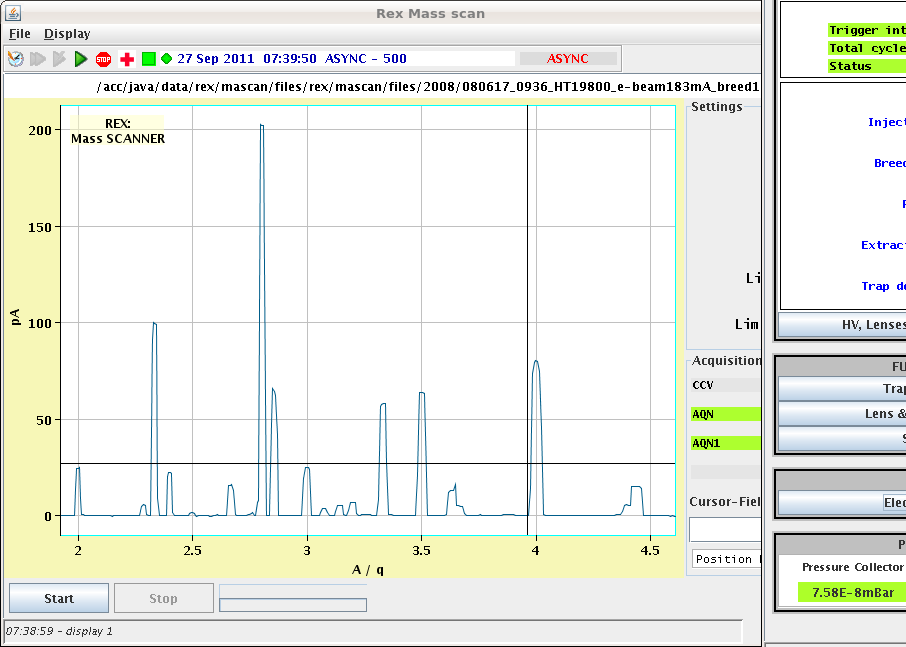 Rex Mass scan
File Display
STOP 27 Sep 2011 07:39:50 ASYNC - 500 ASYNC
/acc/java/data/rex/mascan/files/rex/mascan/files/2008/080617_0936_HT19800_e-beam183mA_breed1
REX:
Mass SCANNER
200
150
100
50
0
pA
2 2.5 3 3.5 4 4.5
A / q
Settings
Li
Lim
Acquisition
CCV
AQN
AQN1
Cursor-Fiel
Position
Start Stop
07:38:59 - display 1
Trigger int
Total cycle
Status
Inject
Breed
Extrac
Trap de
HV, Lenses
FU
Trap
Lens &
S
Elec
P
Pressure Collector
7.58E-8mBar